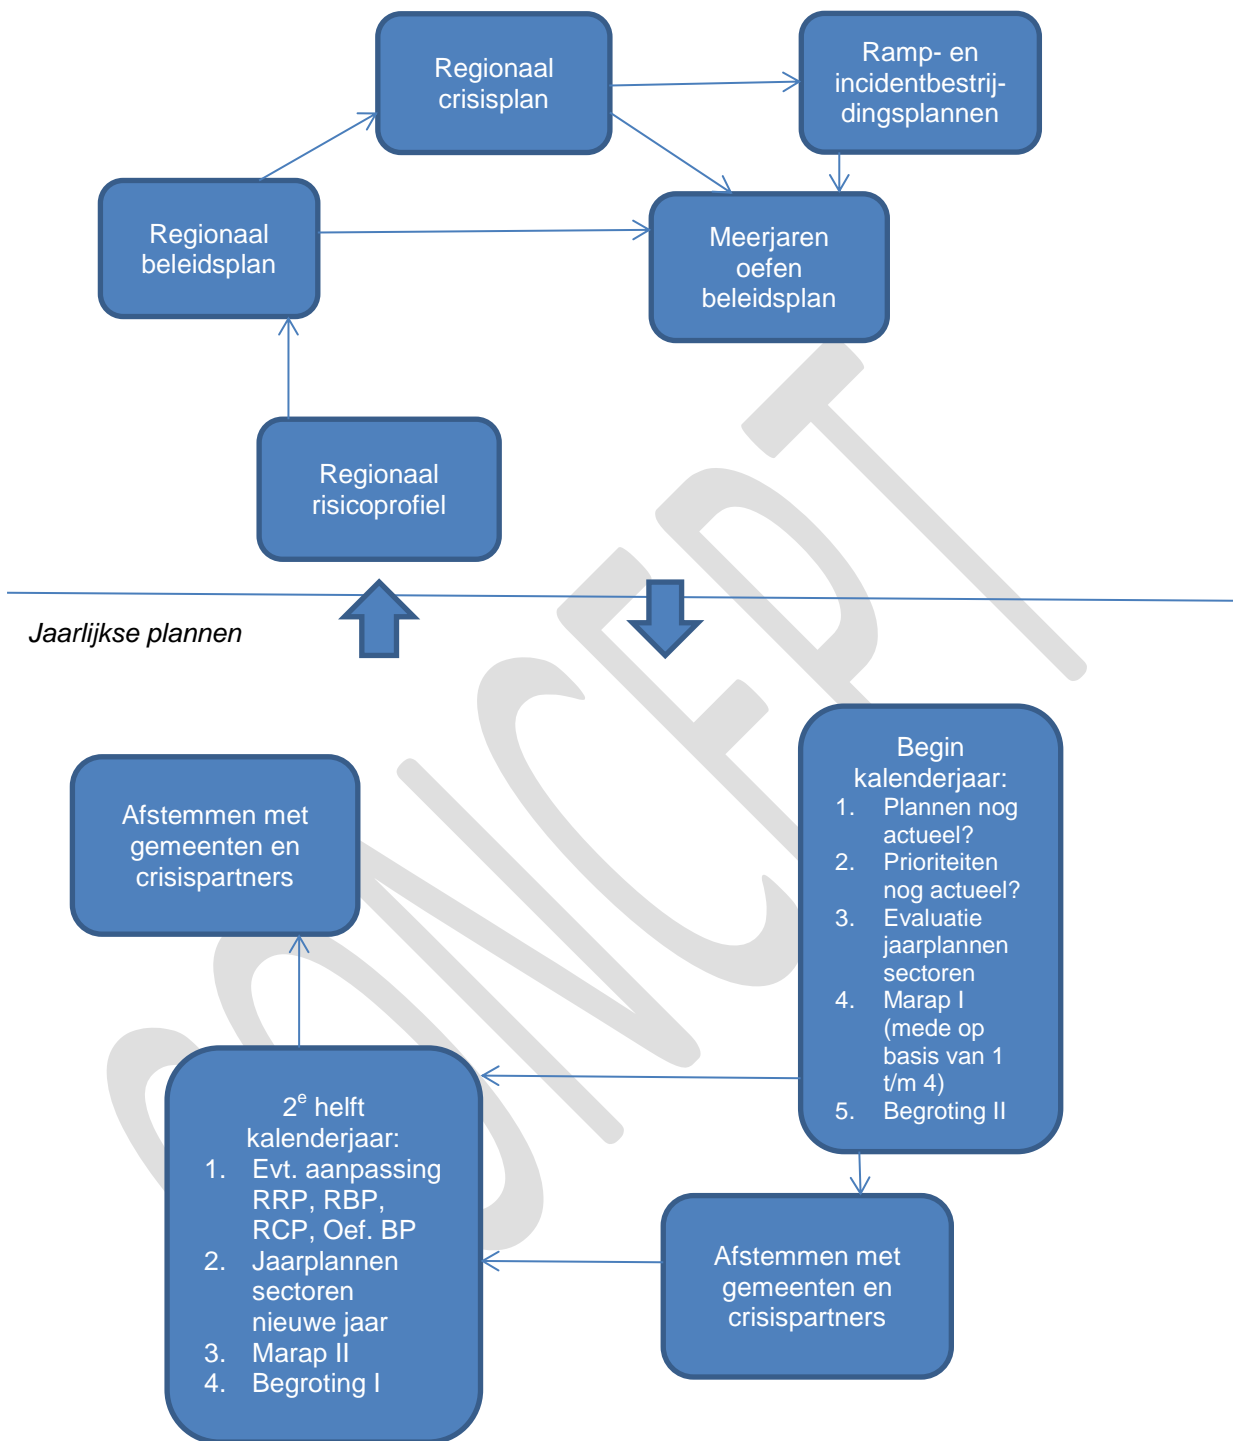 Regionaal
crisisplan
Ramp- en
incidentbestrij-
dingsplannen
Regionaal
beleidsplan
Meerjaren
oefen
beleidsplan
Regionaal
risicoprofiel
Jaarlijkse plannen
CONCEPT
Begin
kalenderjaar:
1. Plannen nog
actueel?
2. Prioriteiten
nog actueel?
3. Evaluatie
jaarplannen
sectoren
4. Marap I
(mede op
basis van 1
t/m 4)
5. Begroting II
Afstemmen met
gemeenten en
crisispartners
2e helft
kalenderjaar:
1. Evt. aanpassing
RRP, RBP,
RCP, Oef. BP
2. Jaarplannen
sectoren
nieuwe jaar
3. Marap II
4. Begroting I
Afstemmen met
gemeenten en
crisispartners